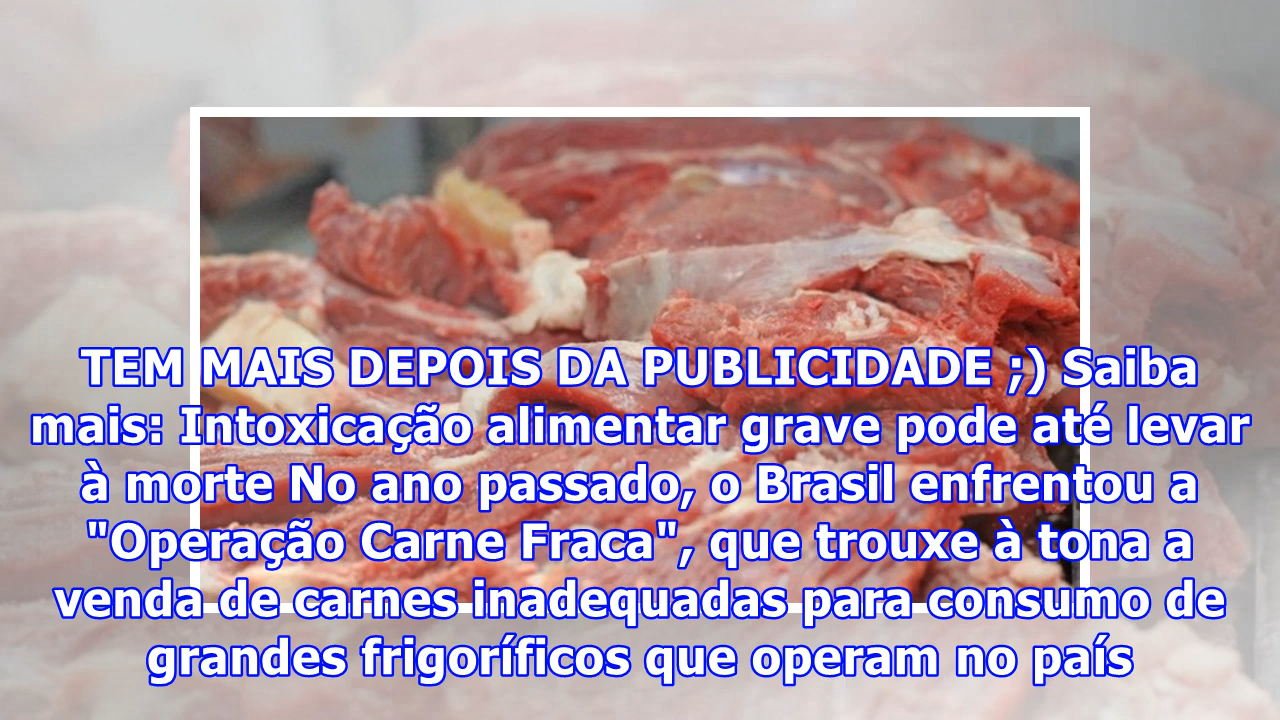 TEM MAIS DEPOIS DA PUBLICIDADE ;) Saiba
mais: Intoxicação alimentar grave pode até levar
à morte No ano passado, o Brasil enfrentou a
"Operação Carne Fraca", que trouxe à tona a
venda de carnes inadequadas para consumo de
grandes frigoríficos que operam no país